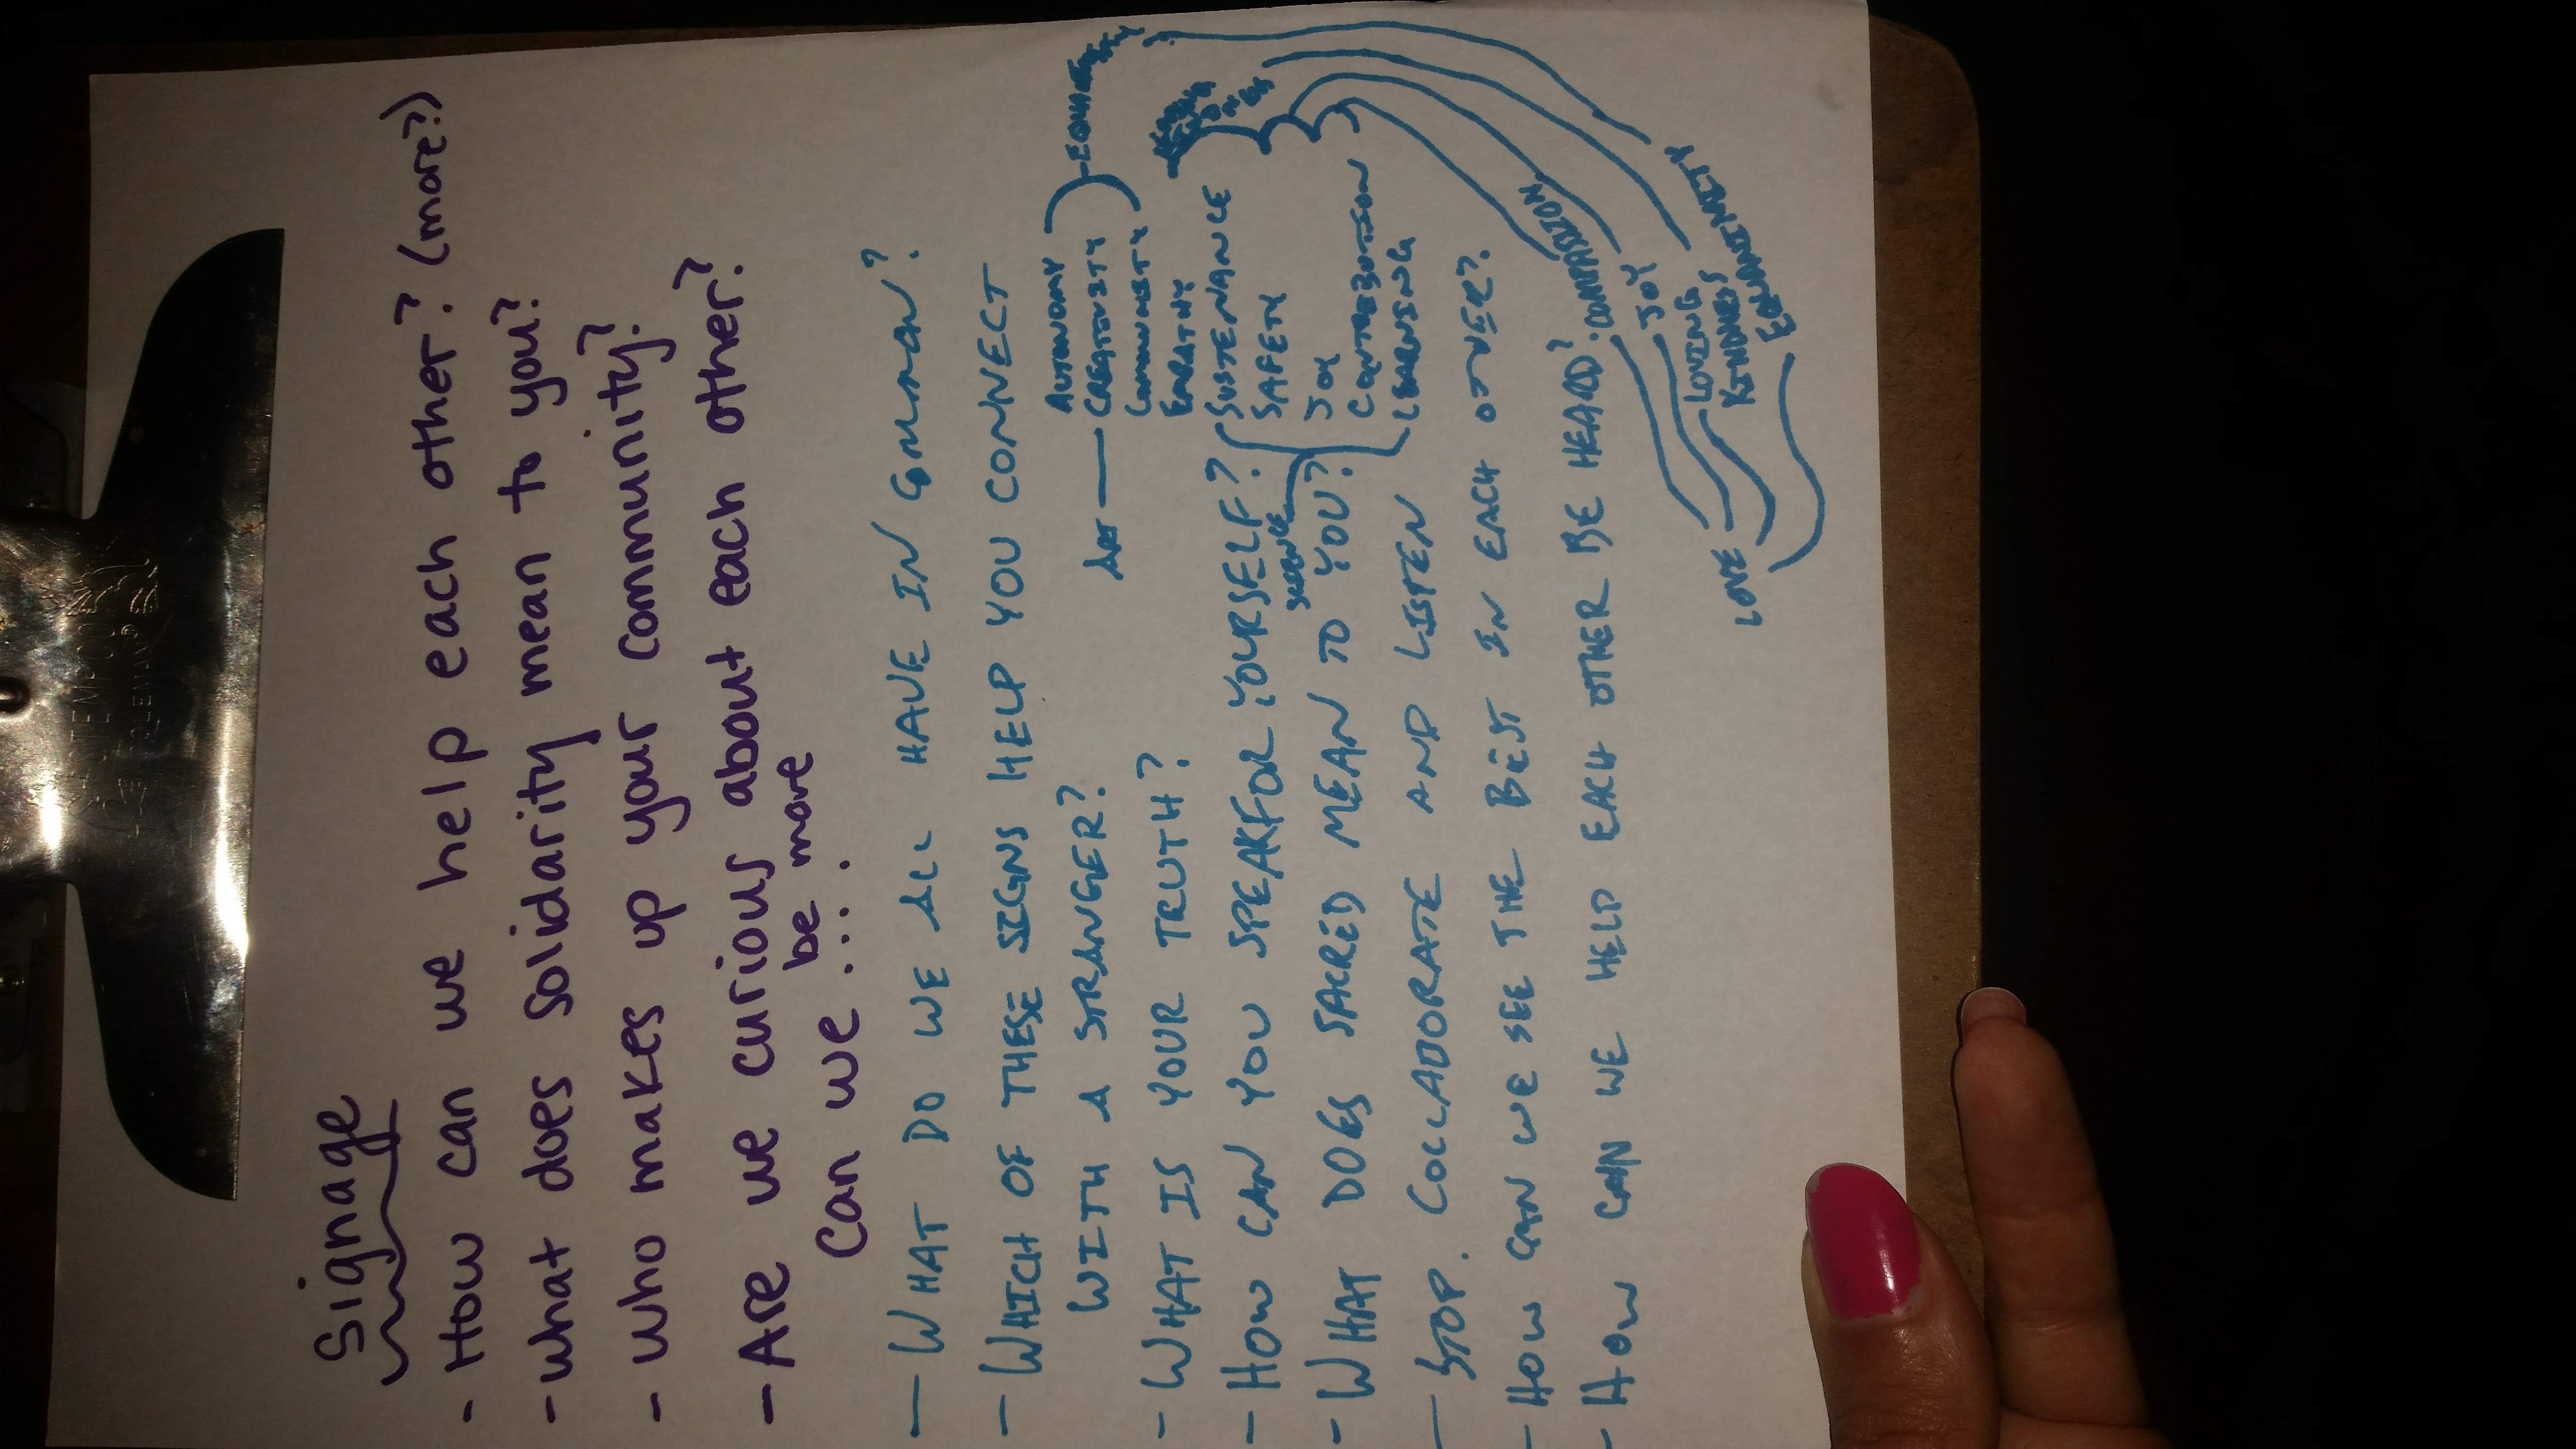 Signage
- How can we help each other? (more?)
- What does solidarity mean to you?
- Who makes up your community?
- Are we curious about each other?
be more
Can we ....
- WHAT DO WE ALL HAVE IN COMMON?
- WHICH OF THESE SIGNS HELP YOU CONNECT
WITH A STRANGER?
AUTONOMY
ART — CREATIVITY
COMMUNITY
- WHAT IS YOUR TRUTH?
EMPATHY
- HOW CAN YOU SPEAK FOR YOURSELF?
SUSTENANCE
SCIENCE
SAFETY
- WHAT DOES SACRED MEAN TO YOU?
JOY
CONTRIBUTION
LEARNING
- STOP. COLLABORATE AND LISTEN
- HOW CAN WE SEE THE BEST IN EACH OTHER?
- HOW CAN WE HELP EACH OTHER BE HEARD?
COMPASSION
JOY
LOVING
KINDNESS
LOVE
EQUANIMITY